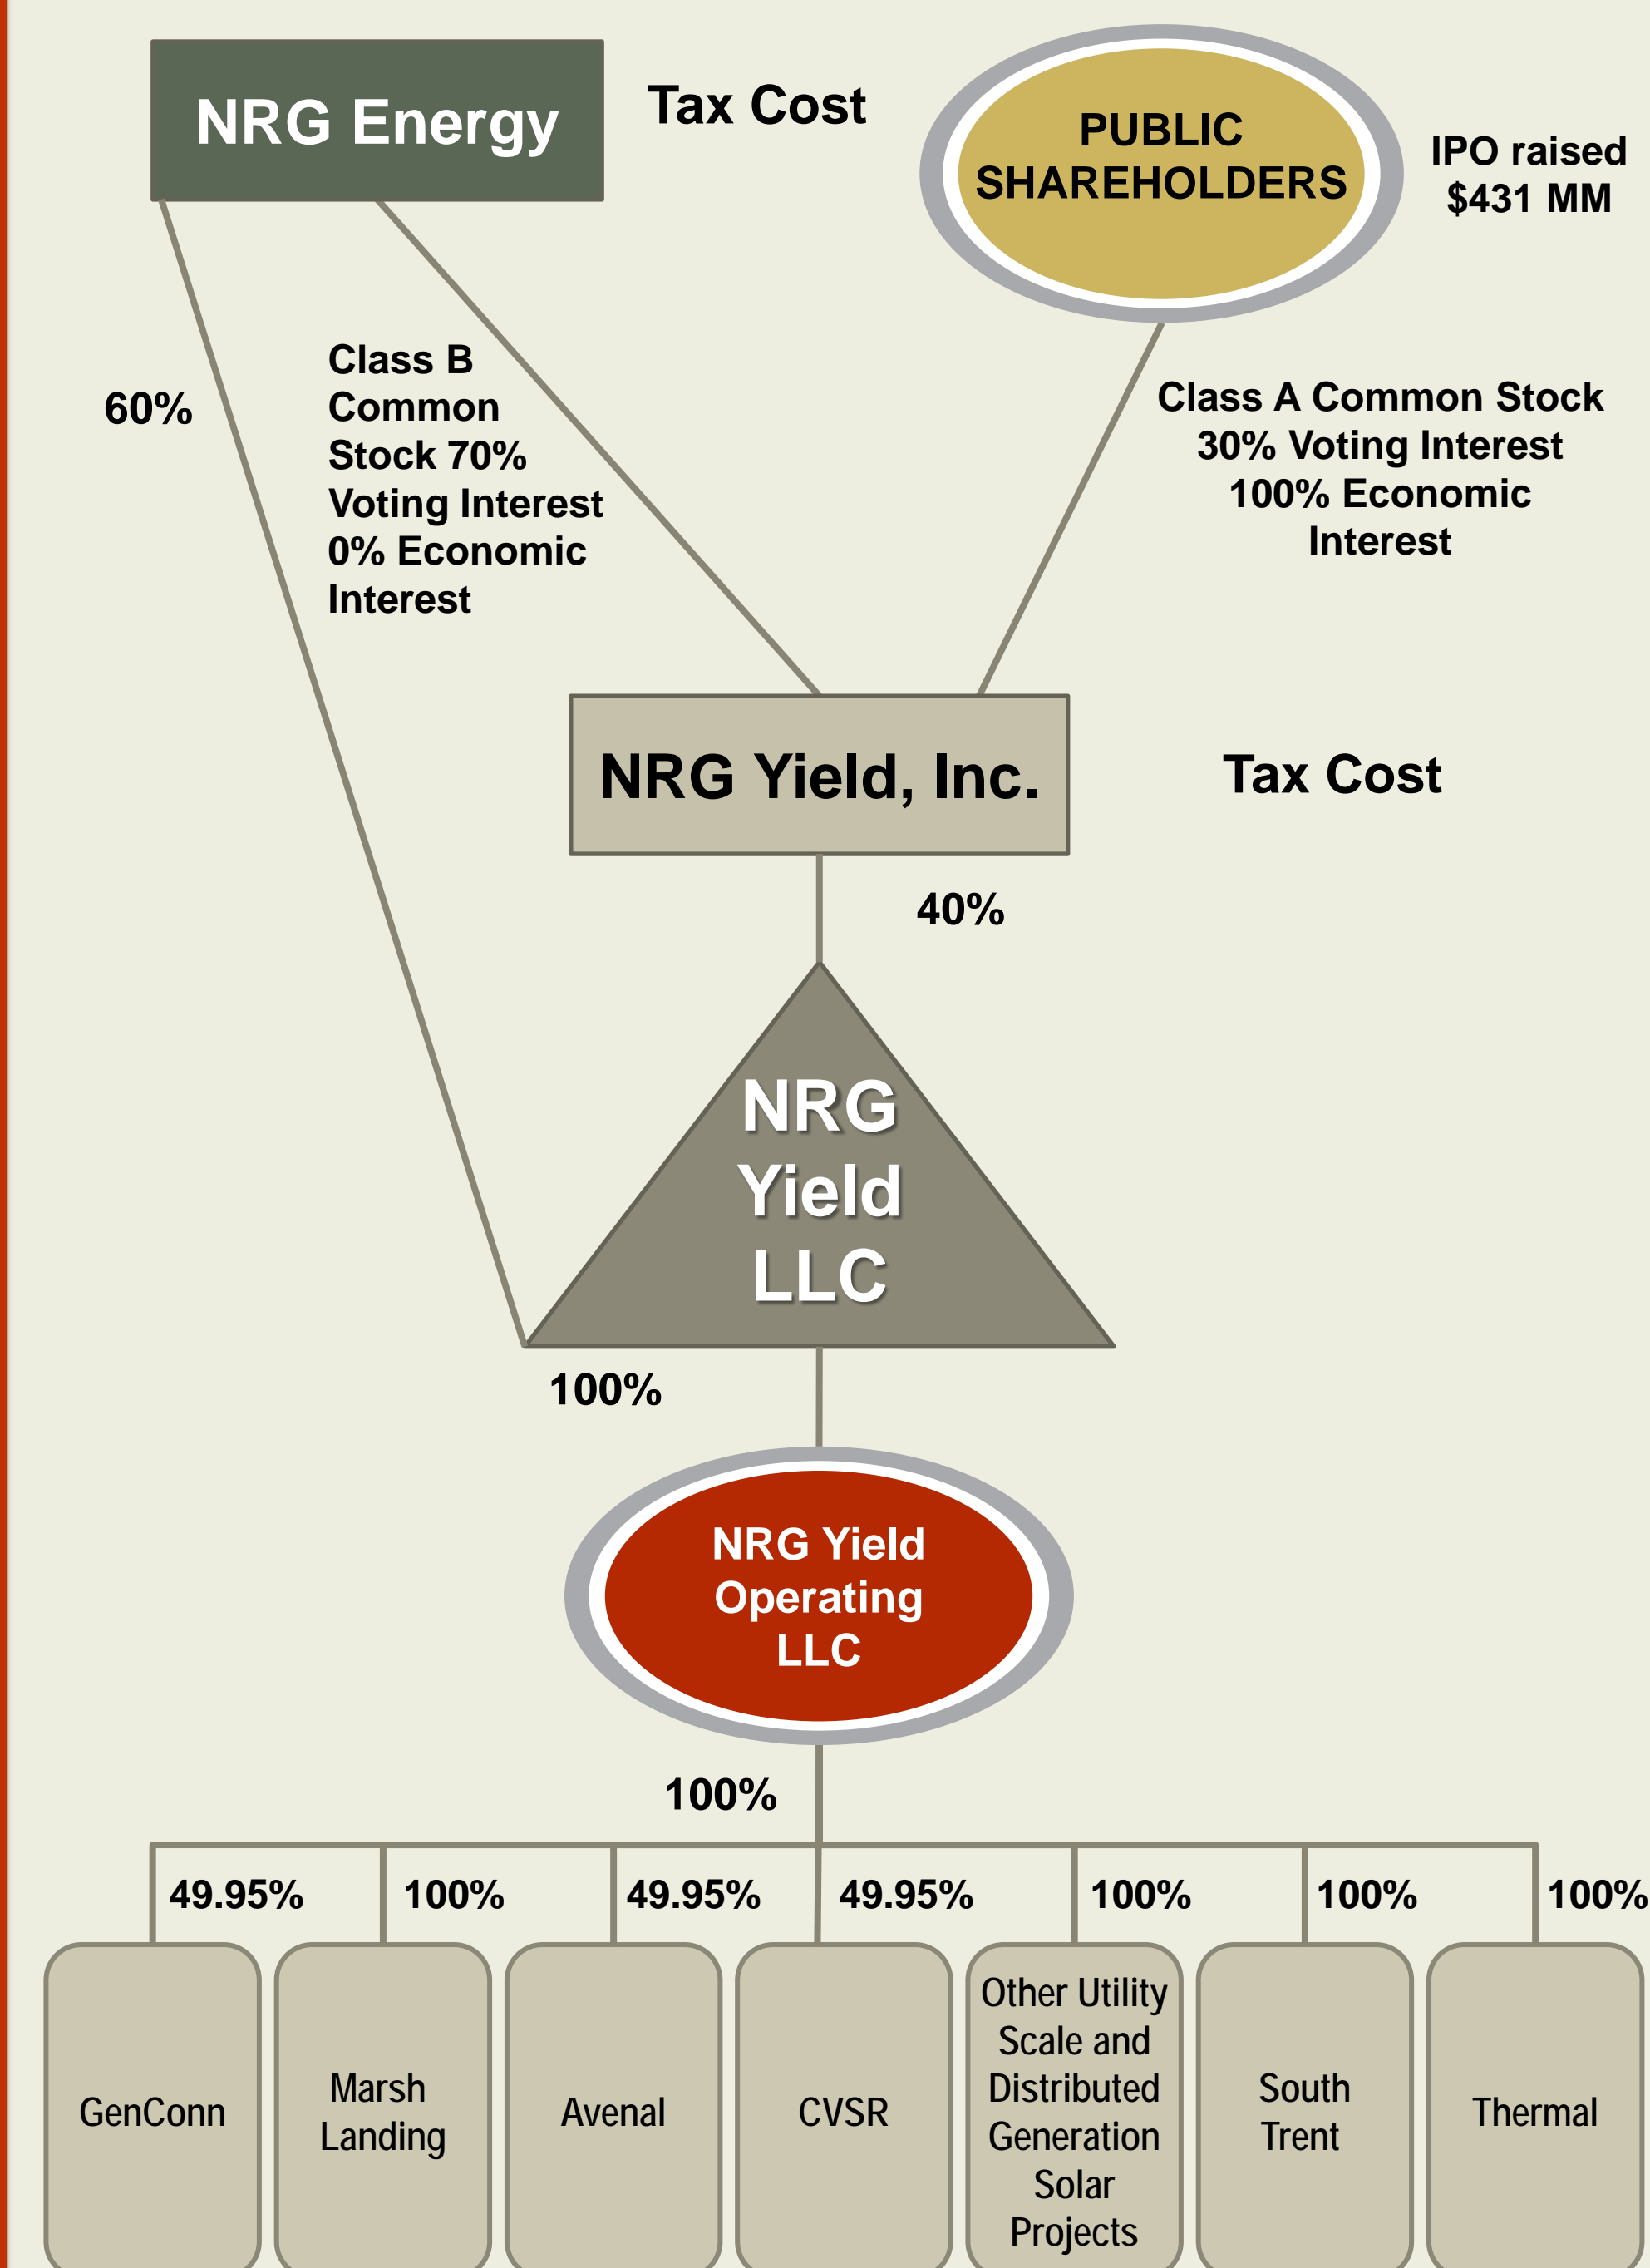 NRG Energy
Tax Cost
PUBLIC
SHAREHOLDERS
IPO raised
$431 MM
60%
Class B
Common
Stock 70%
Voting Interest
0% Economic
Interest
Class A Common Stock
30% Voting Interest
100% Economic
Interest
NRG Yield, Inc.
Tax Cost
40%
NRG
Yield
LLC
100%
NRG Yield
Operating
LLC
100%
49.95%
100%
49.95%
49.95%
100%
100%
100%
GenConn
Marsh
Landing
Avenal
CVSR
Other Utility
Scale and
Distributed
Generation
Solar
Projects
South
Trent
Thermal